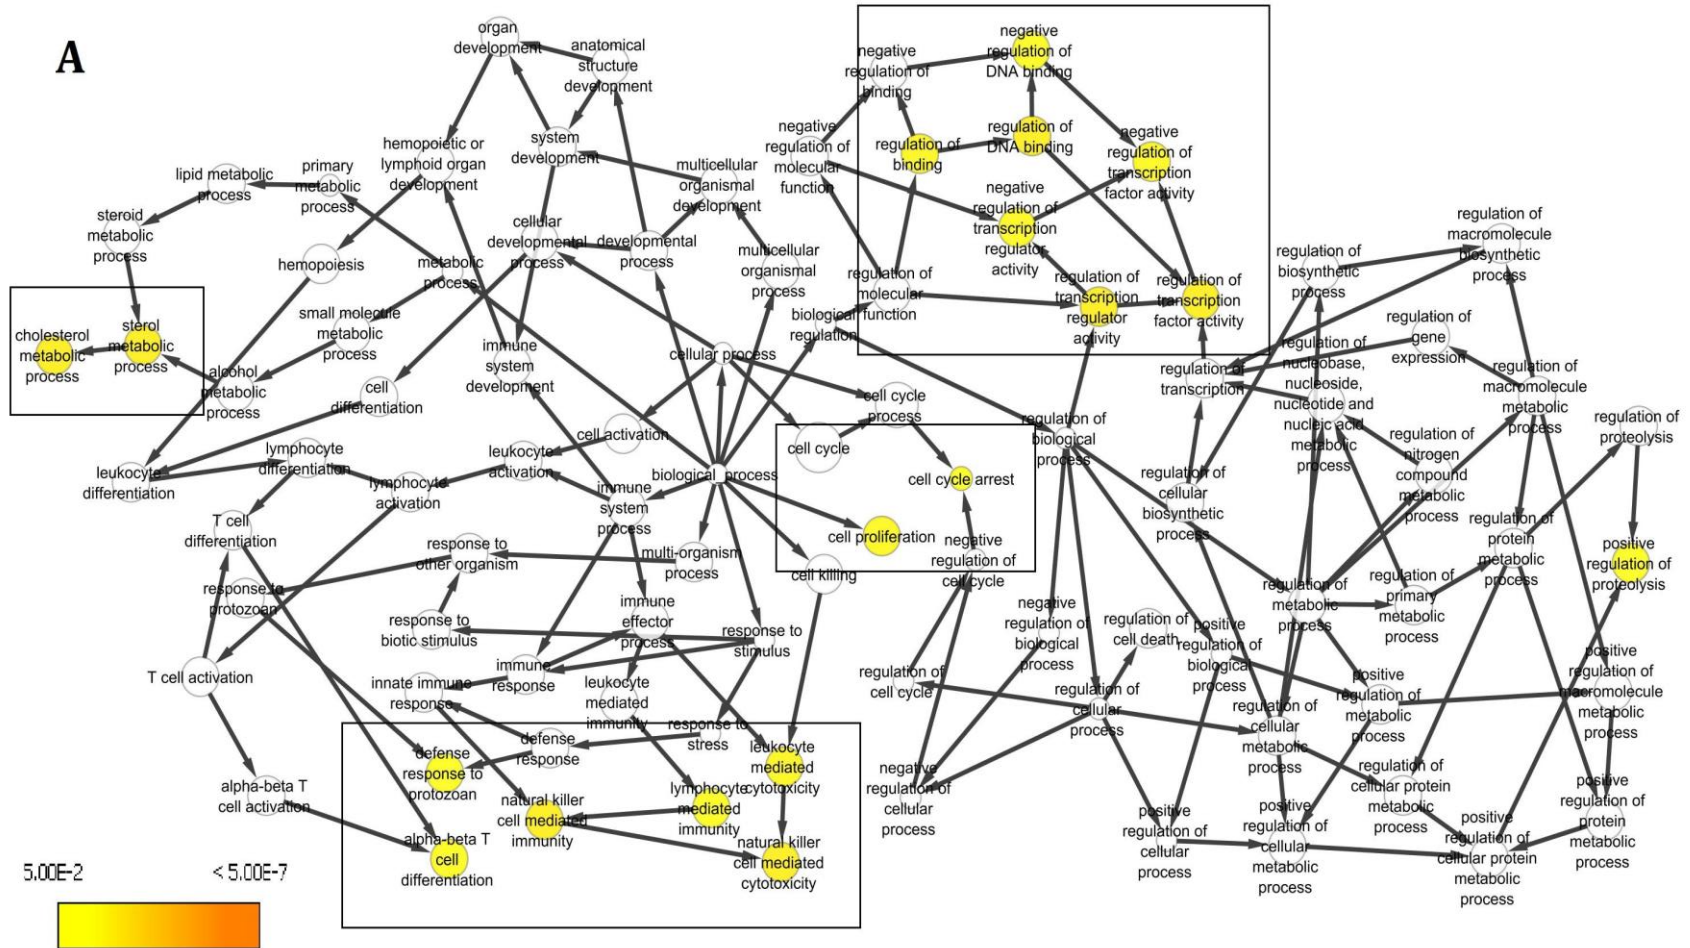 A
organ
development
anatomical
structure
development
hemopoietic or
lymphoid organ
development
system
development
lipid metabolic
process
primary
metabolic
process
multicellular
organismal
development
steroid
metabolic
process
hemopoiesis
metabolic
process
cellular
developmental
process
developmental
process
multicellular
organismal
process
cholesterol
metabolic
process
sterol
metabolic
process
small molecule
metabolic
process
alcohol
metabolic
process
immune
system
development
cellular process
biological
regulation
cell
differentiation
negative
regulation of
binding
negative
regulation of
DNA binding
negative
regulation of
molecular
function
regulation of
binding
regulation of
DNA binding
negative
regulation of
transcription
factor activity
negative
regulation of
transcription
regulator
activity
regulation of
molecular
function
regulation of
transcription
regulator
activity
regulation of
transcription
factor activity
regulation of
biosynthetic
process
regulation of
macromolecule
biosynthetic
process
regulation of
gene
expression
regulation of
transcription
regulation of
nucleobase,
nucleoside,
nucleotide and
nucleic acid
metabolic
process
regulation of
macromolecule
metabolic
process
regulation of
proteolysis
cell cycle
process
cell cycle
cell cycle arrest
cell proliferation
negative
regulation of
cell cycle
regulation of
biological
process
cell activation
leukocyte
activation
lymphocyte
differentiation
leukocyte
differentiation
lymphocyte
activation
biological process
immune
system
process
T cell
differentiation
response to
other organism
multi-organism
process
cell killing
response to
protozoan
response to
biotic stimulus
immune
effector
process
response to
stimulus
T cell activation
innate immune
response
immune
response
leukocyte
mediated
immunity
response to
stress
defense
response
defense
response to
protozoan
leukocyte
mediated
cytotoxicity
natural killer
cell mediated
immunity
lymphocyte
mediated
immunity
alpha-beta T
cell activation
alpha-beta T
cell
differentiation
natural killer
cell mediated
cytotoxicity
regulation of
cellular
biosynthetic
process
regulation of
nitrogen
compound
metabolic
process
regulation of
protein
metabolic
process
positive
regulation of
proteolysis
negative
regulation of
biological
process
regulation of
cell death
positive
regulation of
biological
process
regulation of
metabolic
process
regulation of
primary
metabolic
process
regulation of
cell cycle
regulation of
cellular
process
regulation of
cellular
metabolic
process
positive
regulation of
metabolic
process
positive
regulation of
macromolecule
metabolic
process
negative
regulation of
cellular
process
regulation of
cellular protein
metabolic
process
positive
regulation of
cellular
process
positive
regulation of
cellular
metabolic
process
positive
regulation of
cellular protein
metabolic
process
positive
regulation of
protein
metabolic
process
5.00E-2
< 5.00E-7